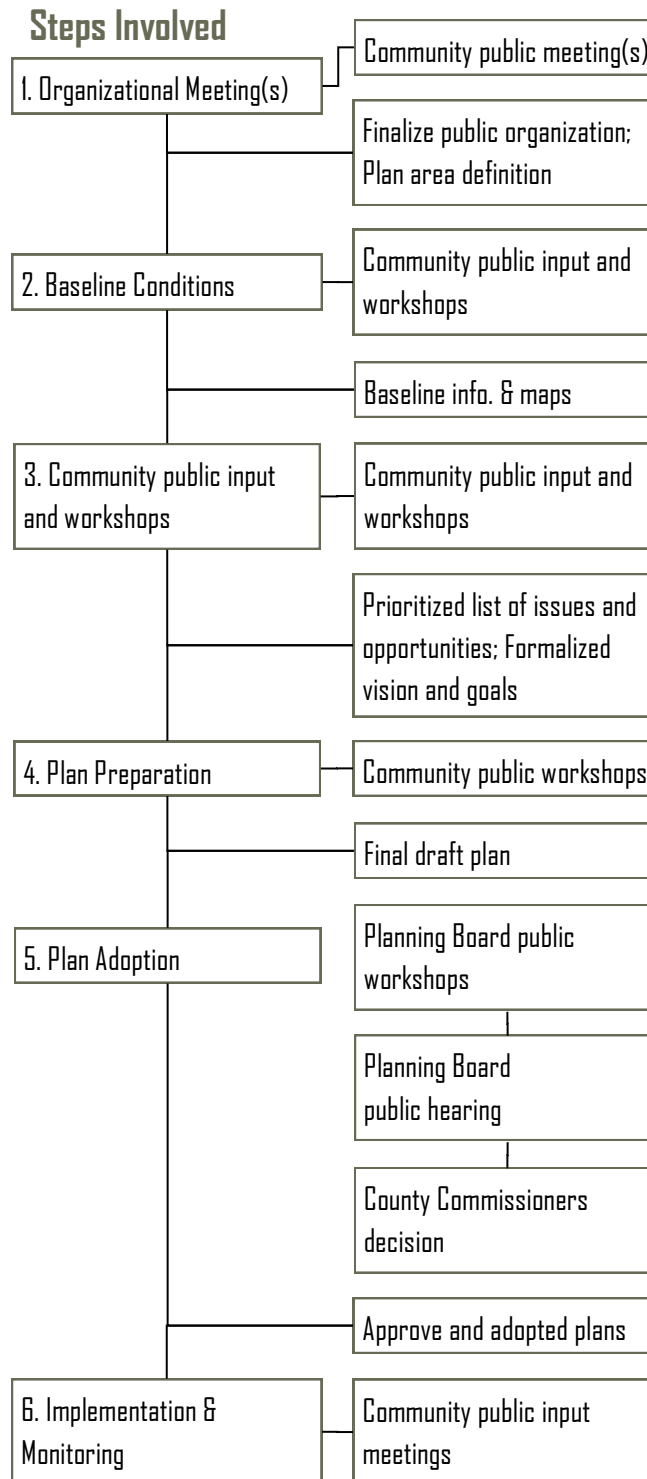 Steps Involved
Community public meeting(s)
1. Organizational Meeting(s)
Finalize public organization;
Plan area definition
2. Baseline Conditions
Community public input and
workshops
Baseline info. & maps
3. Community public input
and workshops
Community public input and
workshops
Prioritized list of issues and
opportunities; Formalized
vision and goals
4. Plan Preparation
Community public workshops
Final draft plan
5. Plan Adoption
Planning Board public
workshops
Planning Board
public hearing
County Commissioners
decision
Approve and adopted plans
6. Implementation &
Monitoring
Community public input
meetings